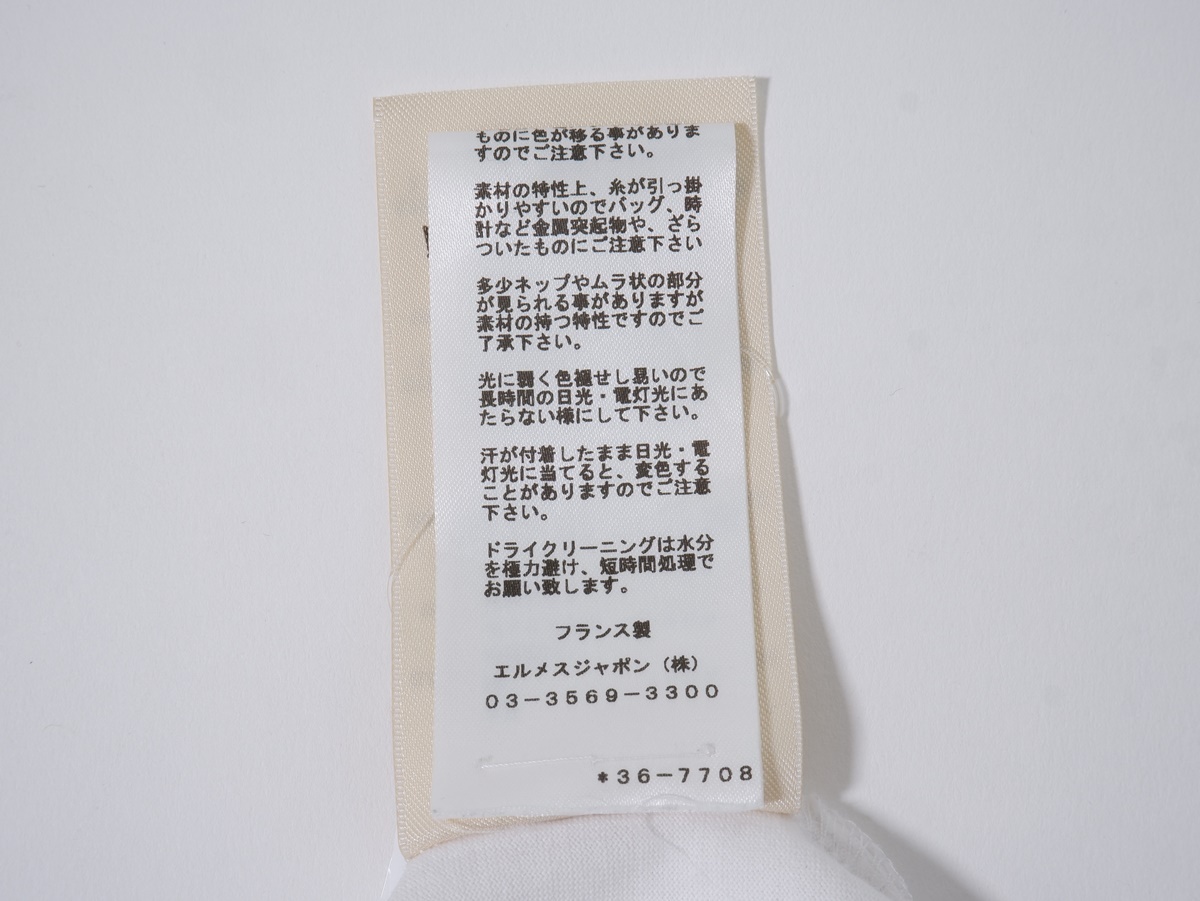 ものに色が移る事がありま
すのでご注意下さい。
素材の特性上、糸が引っ掛
かりやすいのでバッグ、時
計など金属突起物や、ざら
ついたものにご注意下さい
多少ネップやムラ状の部分
が見られる事がありますが
素材の持つ特性ですのでご
了承下さい。
光に弱く色褪せし易いので
長時間の日光・電灯光にあ
たらない様にして下さい。
汗が付着したまま日光・電
灯光に当てると、変色する
ことがありますのでご注意
下さい。
ドライクリーニングは水分
を極力避け、短時間処理で
お願い致します。
フランス製
エルメスジャポン（株）
03－3569－3300
*36－7708